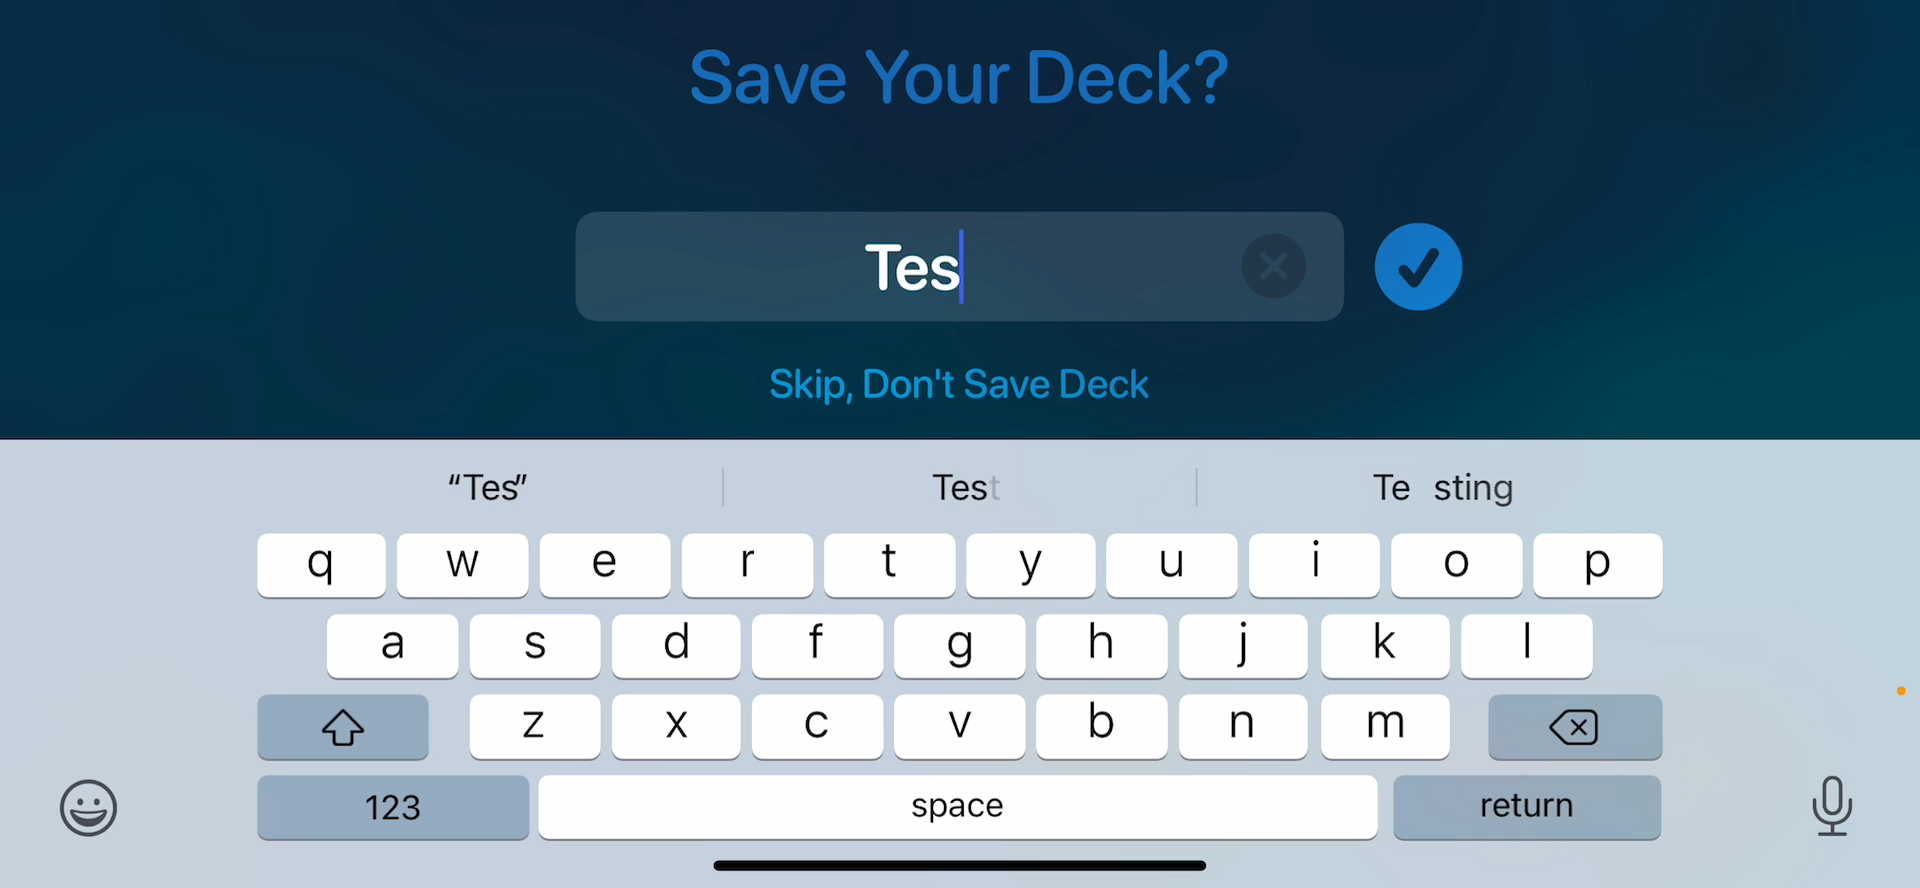 Save Your Deck?
Tes
Skip, Don't Save Deck
“Tes” Test Te sting
q w e r t y u i o p
a s d f g h j k l
z x c v b n m
123 space return